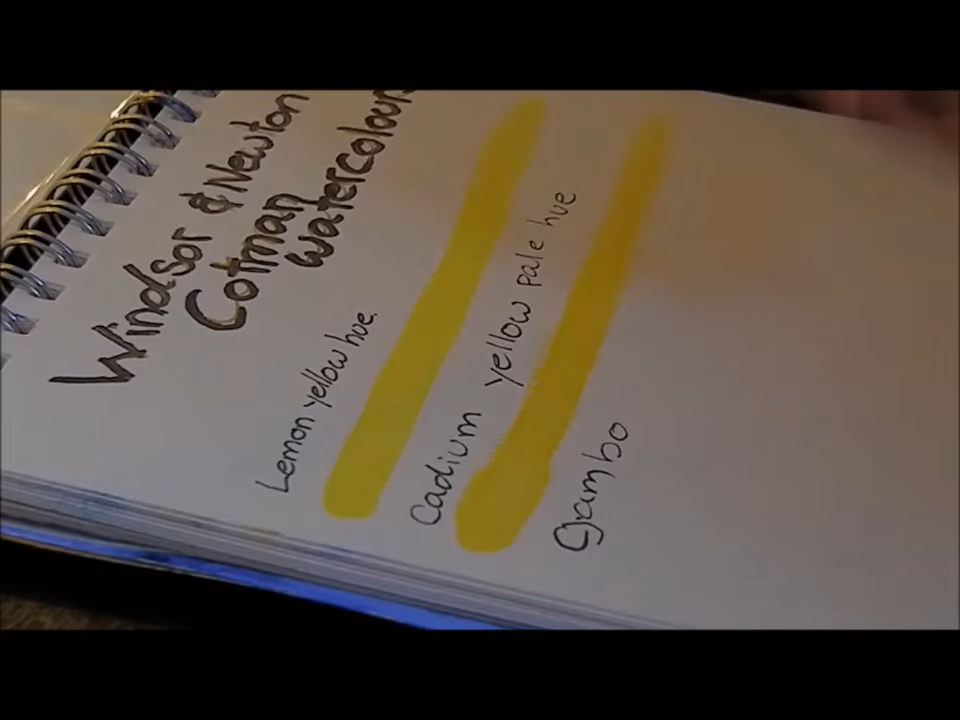 Windsor & Newton
Cotman
Watercolours
Lemon yellow hue.
Cadium yellow pale hue.
Gambo